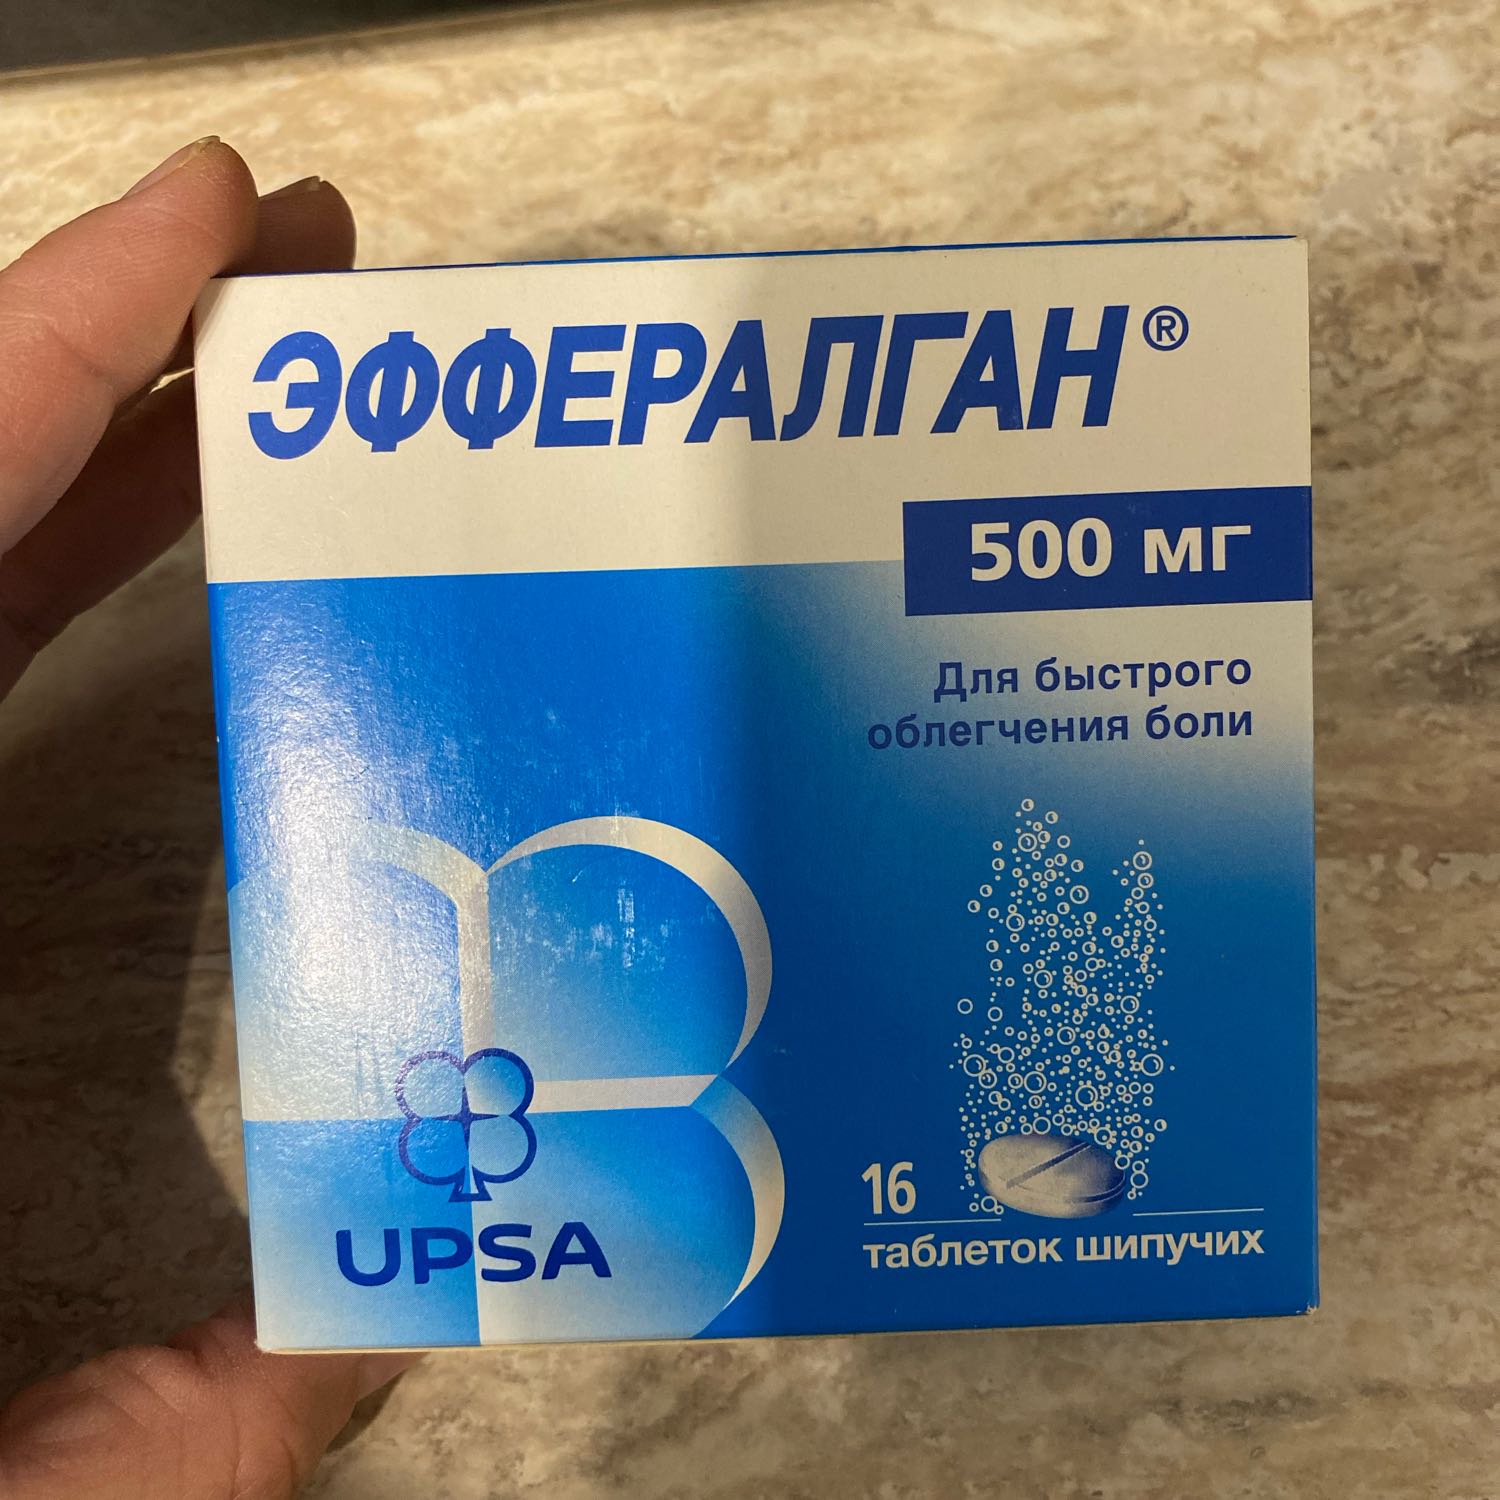 ЭФФЕРАЛГАН®
500 мг
Для быстрого
облегчения боли
16
таблеток шипучих
UPSA